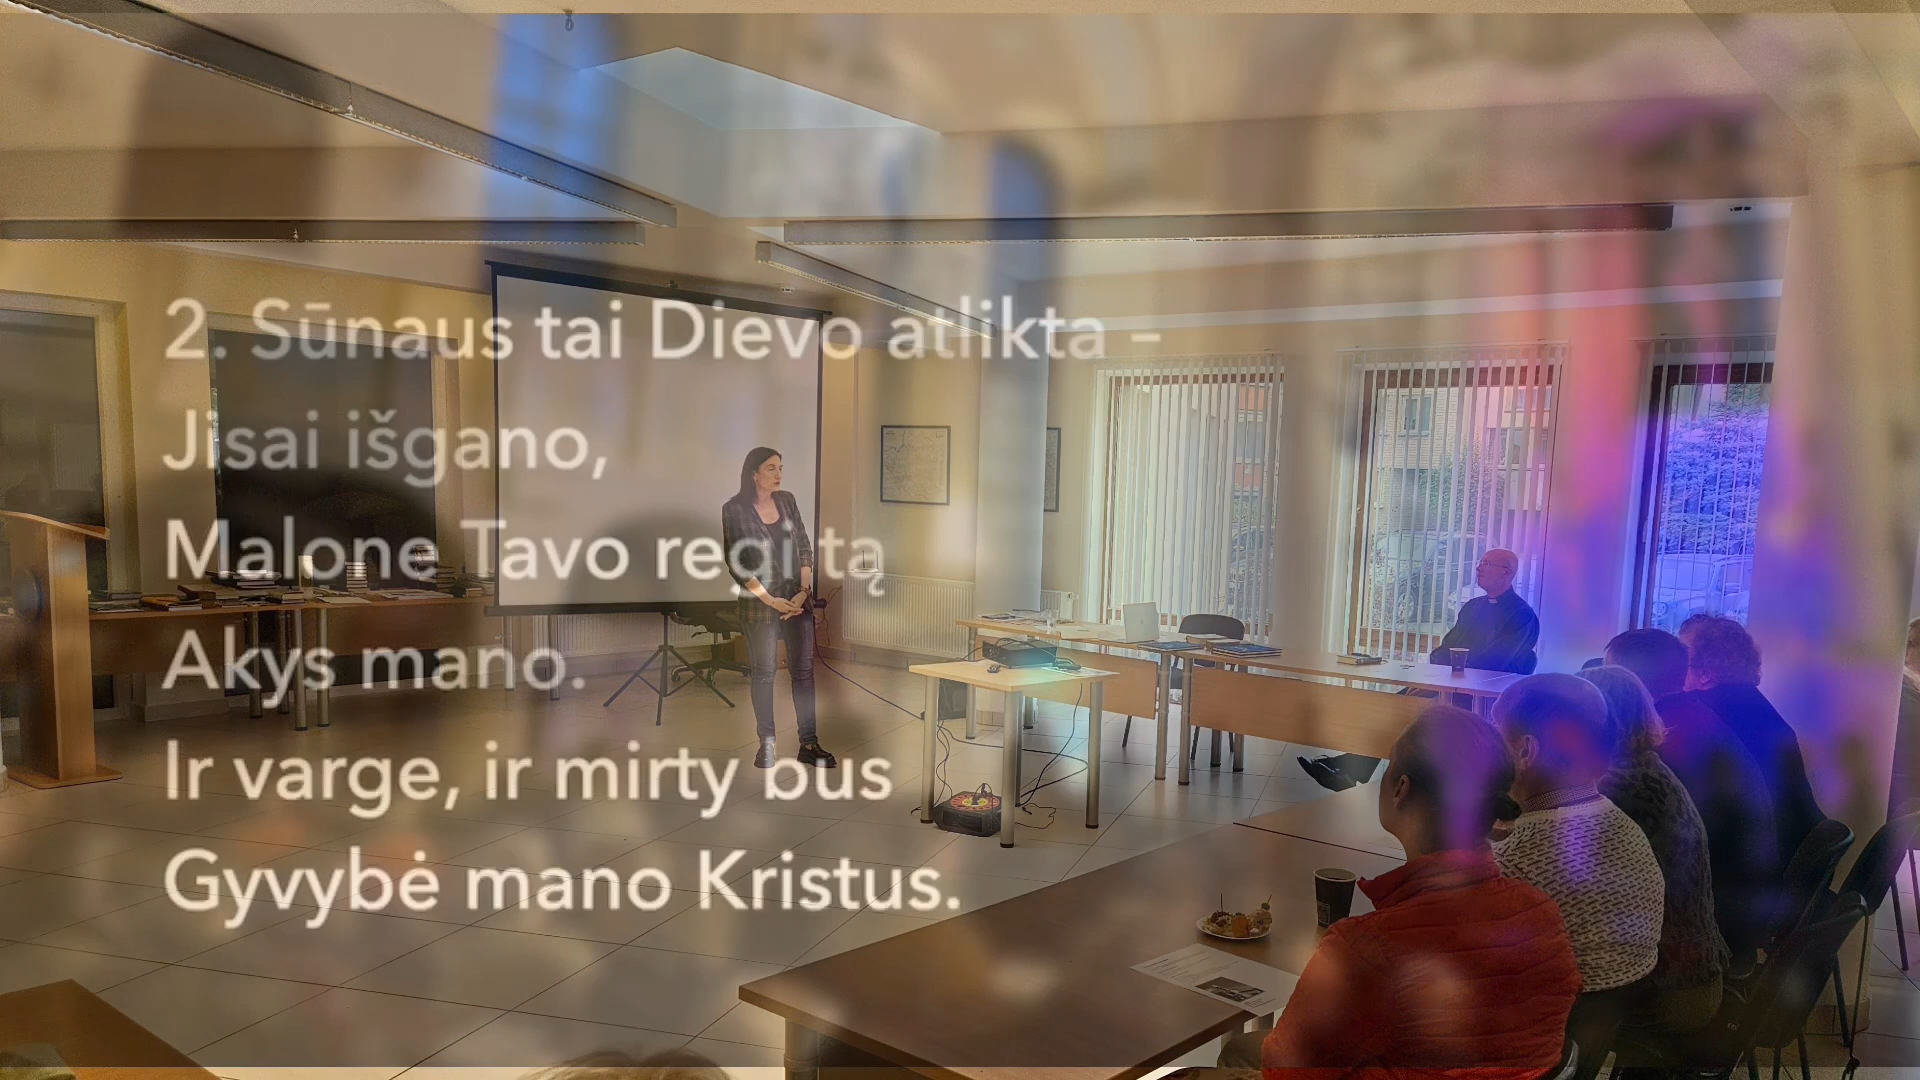 2. Sūnaus tai Dievo atlikta –
Jisai išgano,
Malone Tavo regi tą
Akys mano.
Ir varge, ir mirty bus
Gyvybė mano Kristus.